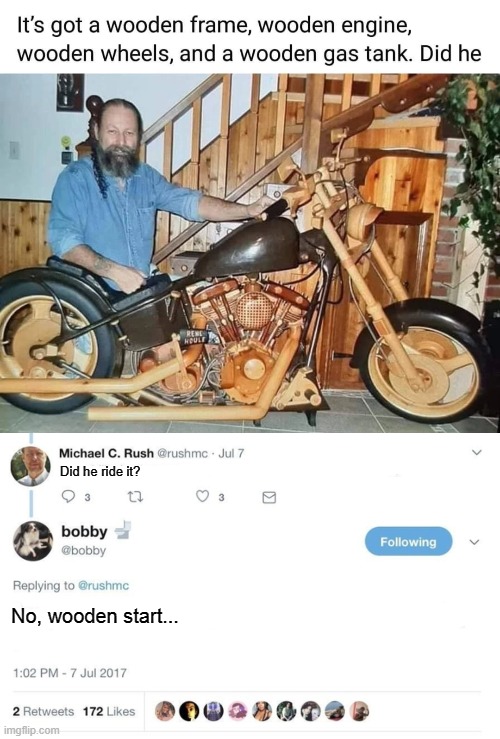 It's got a wooden frame, wooden engine,
wooden wheels, and a wooden gas tank. Did he
RENE
HOULE
Michael C. Rush @rushmc · Jul 7
Did he ride it?
3 3
bobby
@bobby
Following
Replying to @rushmc
No, wooden start...
1:02 PM - 7 Jul 2017
2 Retweets 172 Likes
imgflip.com